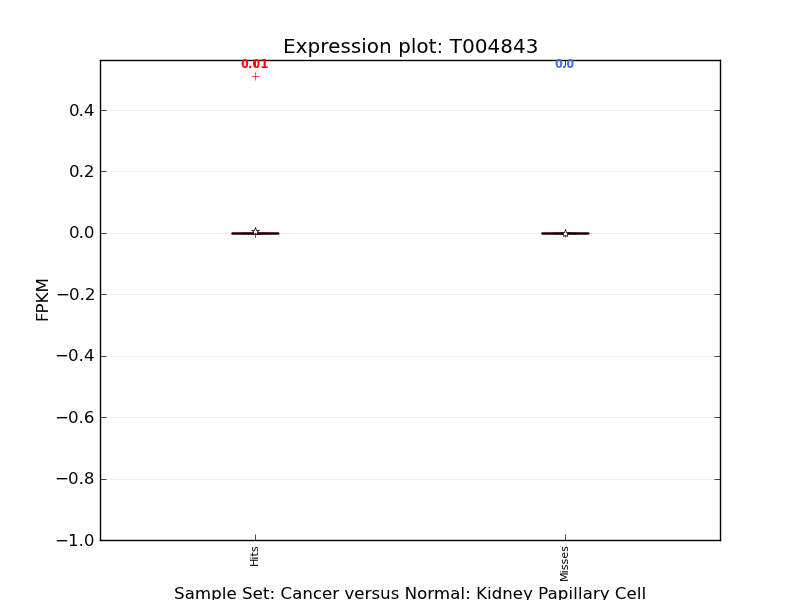 Expression plot: T004843
0.01
0.0
0.4
0.2
0.0
−0.2
−0.4
−0.6
−0.8
−1.0
FPKM
Hits
Misses
Sample Set: Cancer versus Normal: Kidney Papillary Cell